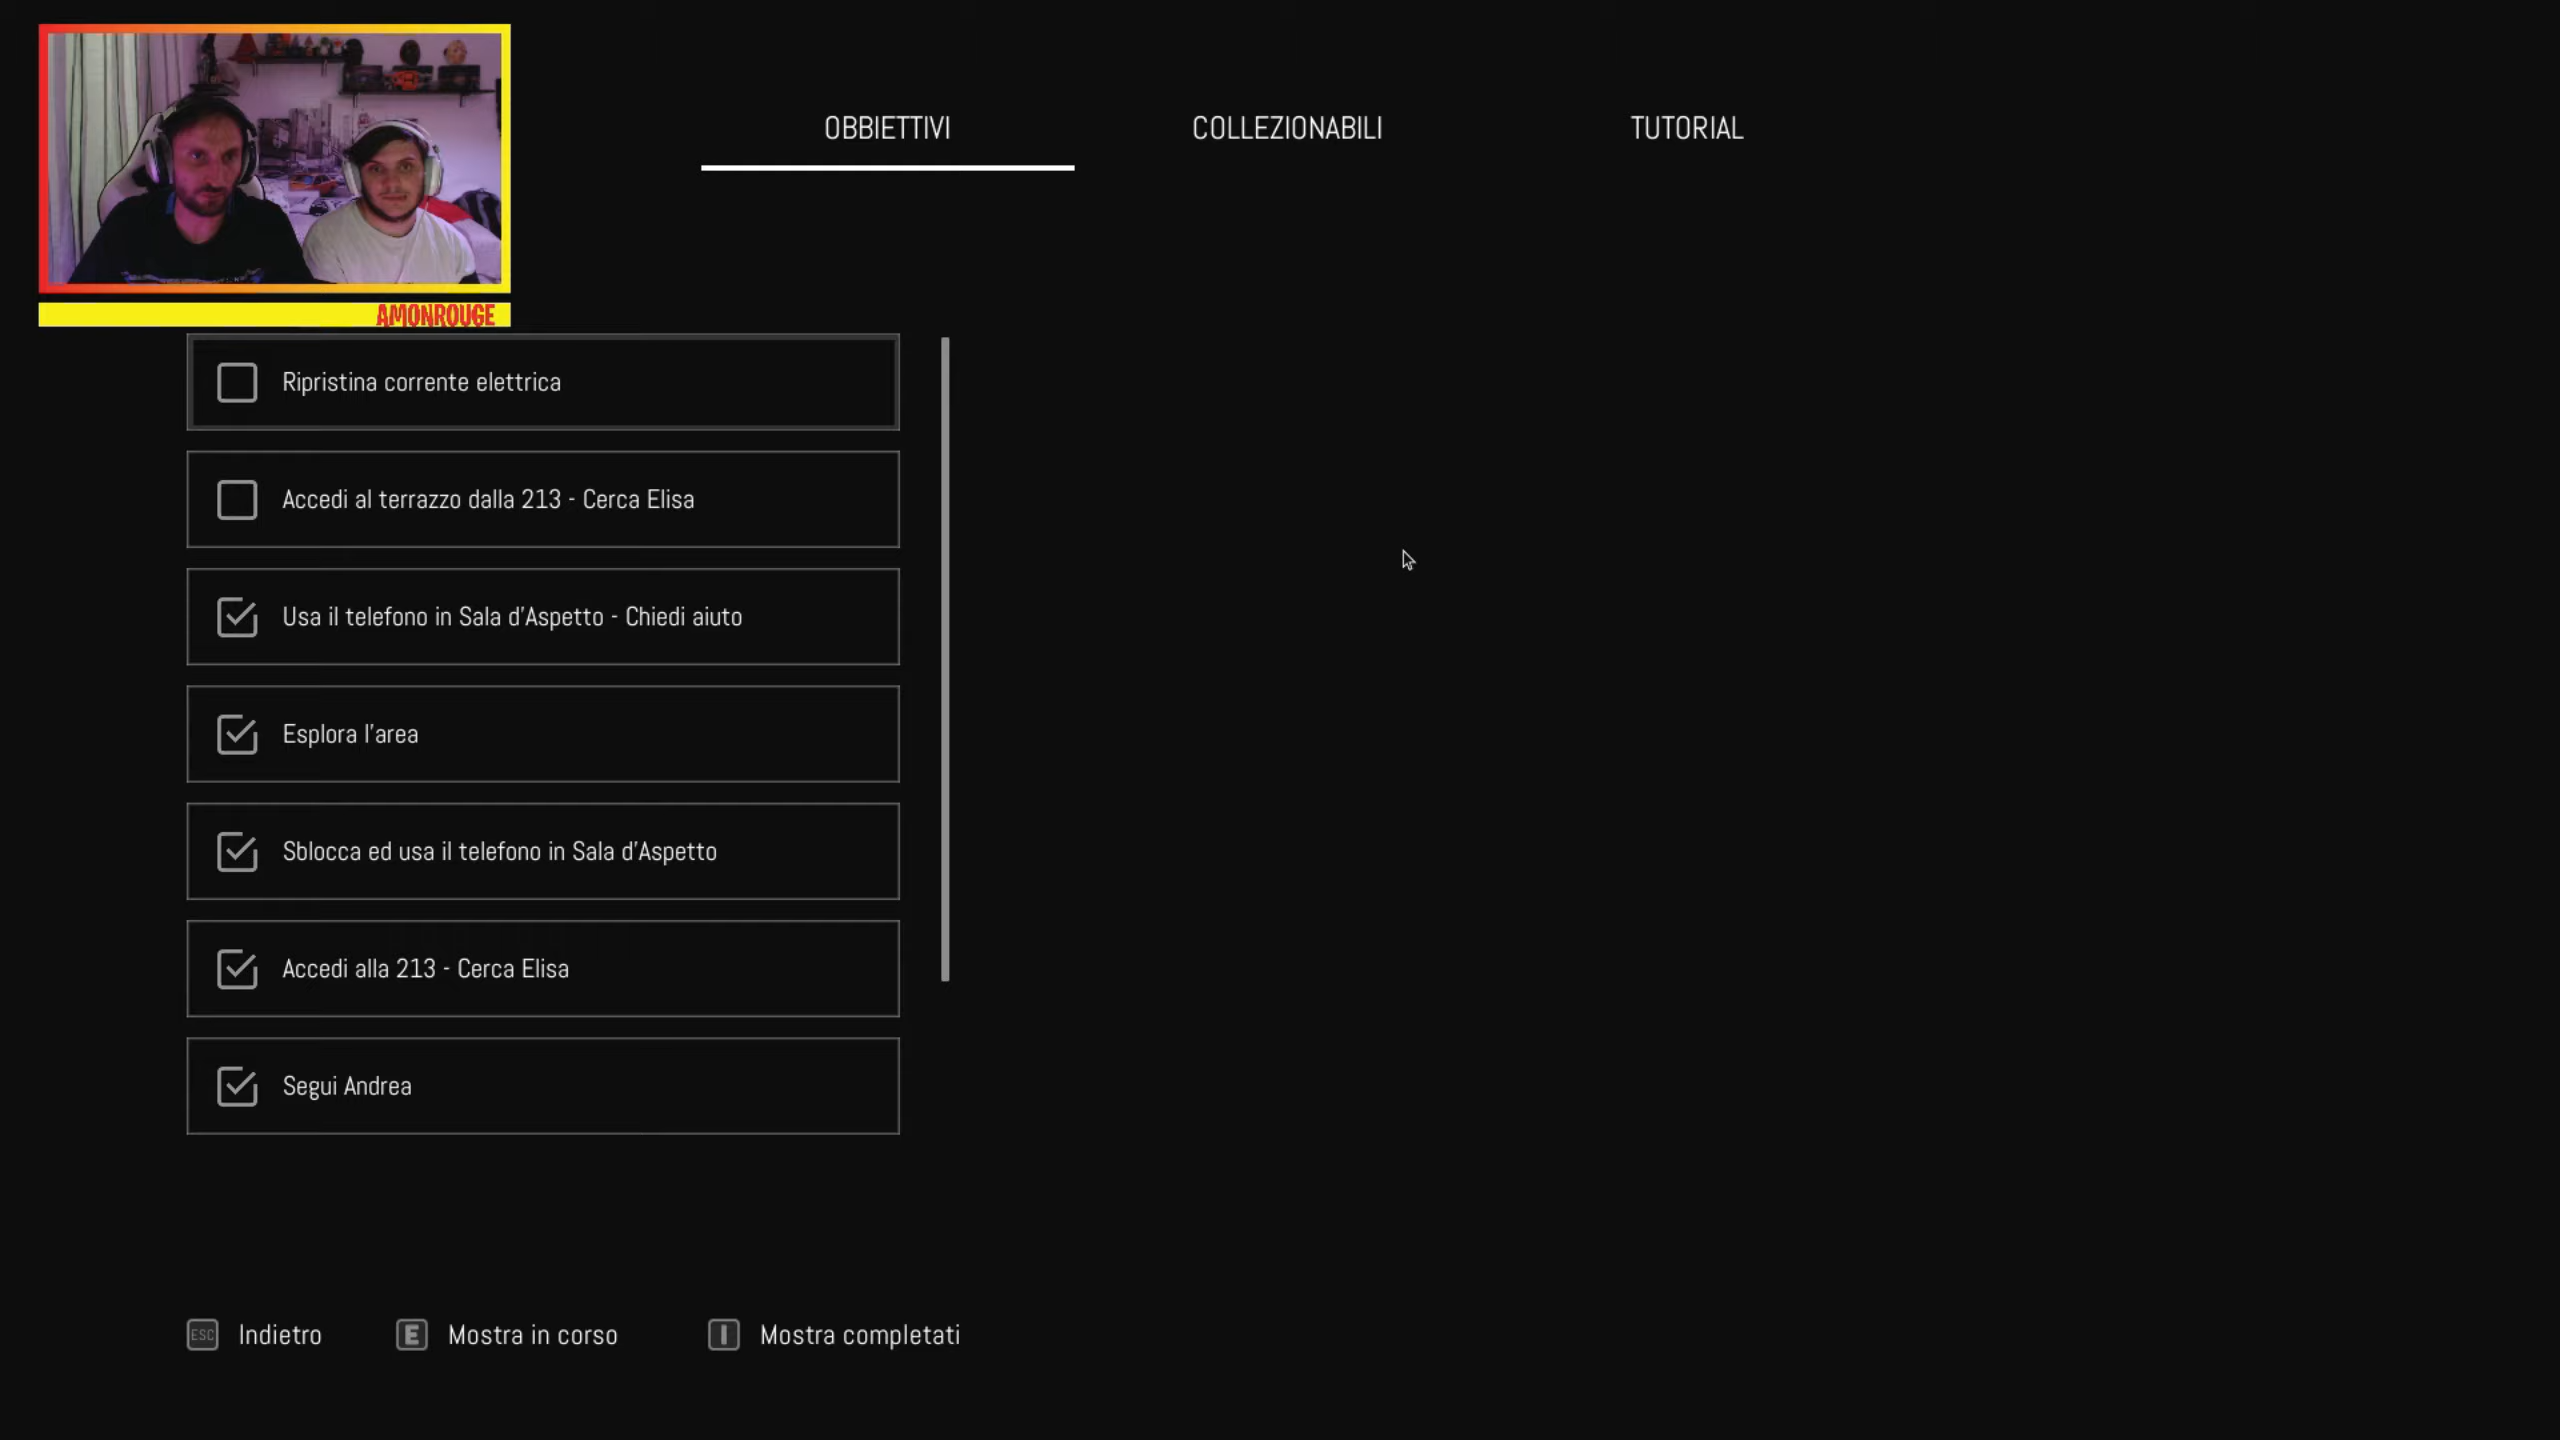 OBBIETTIVI
COLLEZIONABILI
TUTORIAL
AMONROUGE
Ripristina corrente elettrica
Accedi al terrazzo dalla 213 - Cerca Elisa
Usa il telefono in Sala d'Aspetto - Chiedi aiuto
Esplora l'area
Sblocca ed usa il telefono in Sala d'Aspetto
Accedi alla 213 - Cerca Elisa
Segui Andrea
ESC Indietro
E Mostra in corso
I Mostra completati